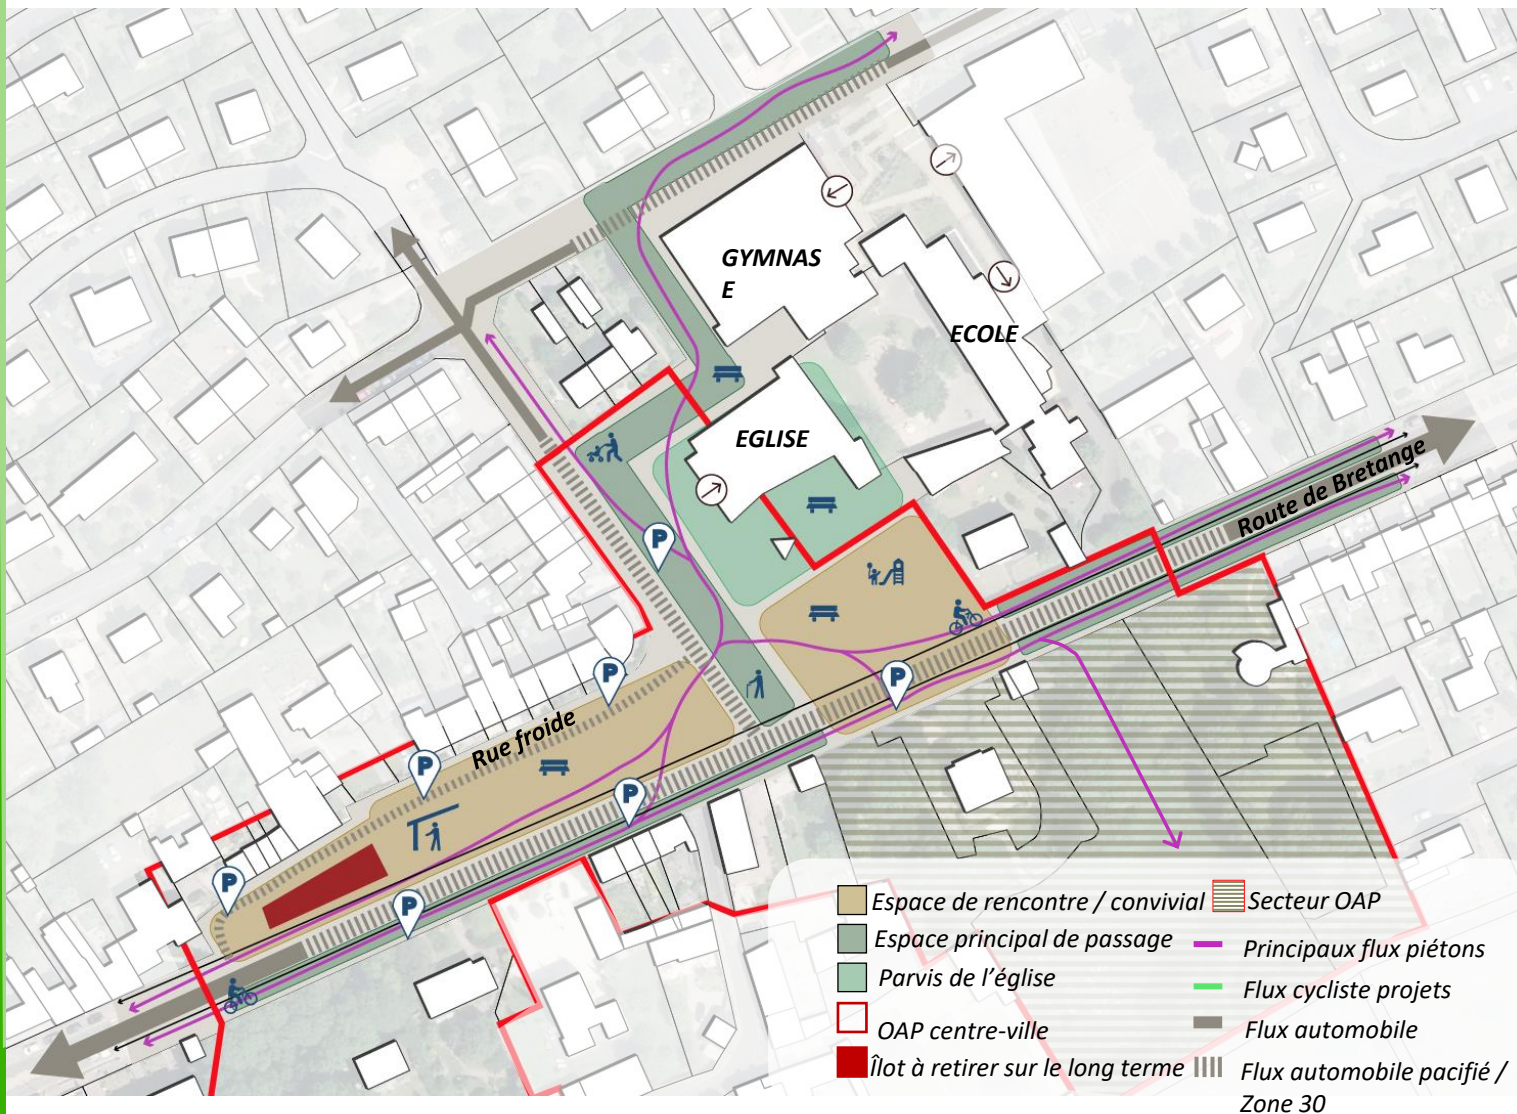 GYMNAS
E
ECOLE
EGLISE
Route de Bretange
P
P
P
Rue froide
P
P
P
P
Espace de rencontre / convivial
Secteur OAP
Espace principal de passage
Principaux flux piétons
Parvis de l'église
Flux cycliste projets
OAP centre-ville
Flux automobile
Îlot à retirer sur le long terme
Flux automobile pacifié /
Zone 30